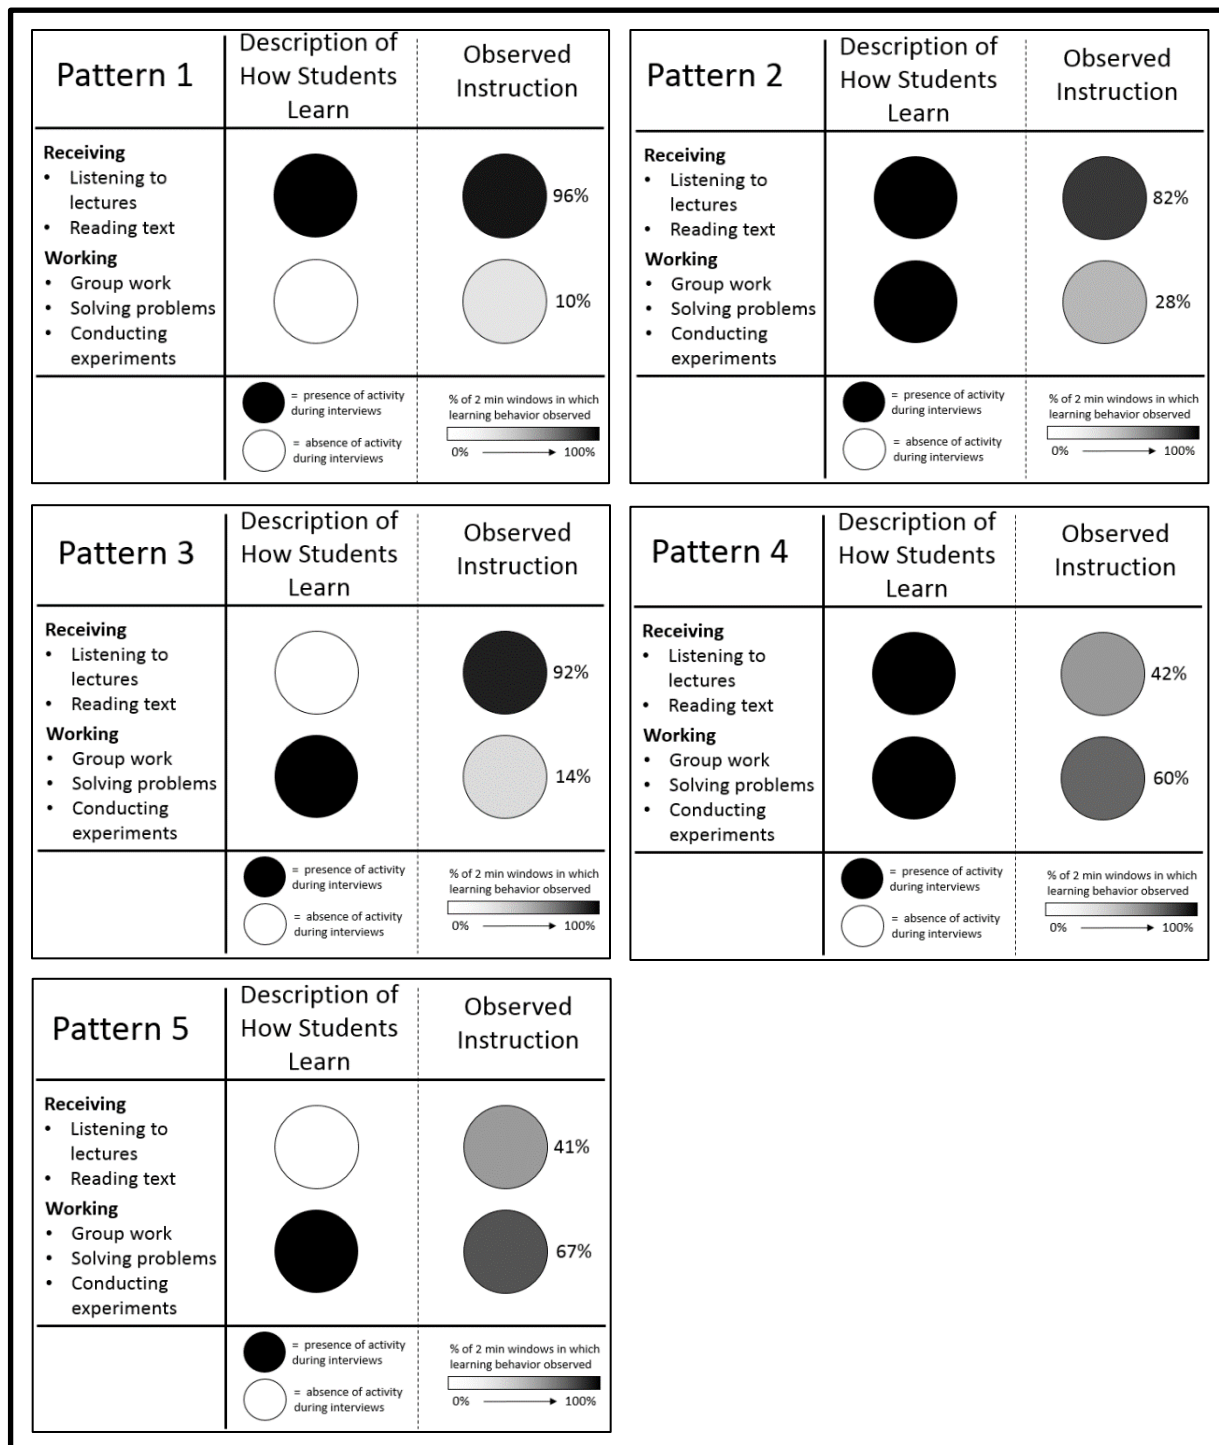 Pattern 1
Description of
How Students
Learn
Observed
Instruction
Receiving
• Listening to
lectures
• Reading text
Working
• Group work
• Solving problems
• Conducting
experiments
96%
10%
= presence of activity
during interviews
= absence of activity
during interviews
% of 2 min windows in which
learning behavior observed
0% 100%
Pattern 2
Description of
How Students
Learn
Observed
Instruction
Receiving
• Listening to
lectures
• Reading text
Working
• Group work
• Solving problems
• Conducting
experiments
82%
28%
= presence of activity
during interviews
= absence of activity
during interviews
% of 2 min windows in which
learning behavior observed
0% 100%
Pattern 3
Description of
How Students
Learn
Observed
Instruction
Receiving
• Listening to
lectures
• Reading text
Working
• Group work
• Solving problems
• Conducting
experiments
92%
14%
= presence of activity
during interviews
= absence of activity
during interviews
% of 2 min windows in which
learning behavior observed
0% 100%
Pattern 4
Description of
How Students
Learn
Observed
Instruction
Receiving
• Listening to
lectures
• Reading text
Working
• Group work
• Solving problems
• Conducting
experiments
42%
60%
= presence of activity
during interviews
= absence of activity
during interviews
% of 2 min windows in which
learning behavior observed
0% 100%
Pattern 5
Description of
How Students
Learn
Observed
Instruction
Receiving
• Listening to
lectures
• Reading text
Working
• Group work
• Solving problems
• Conducting
experiments
41%
67%
= presence of activity
during interviews
= absence of activity
during interviews
% of 2 min windows in which
learning behavior observed
0% 100%